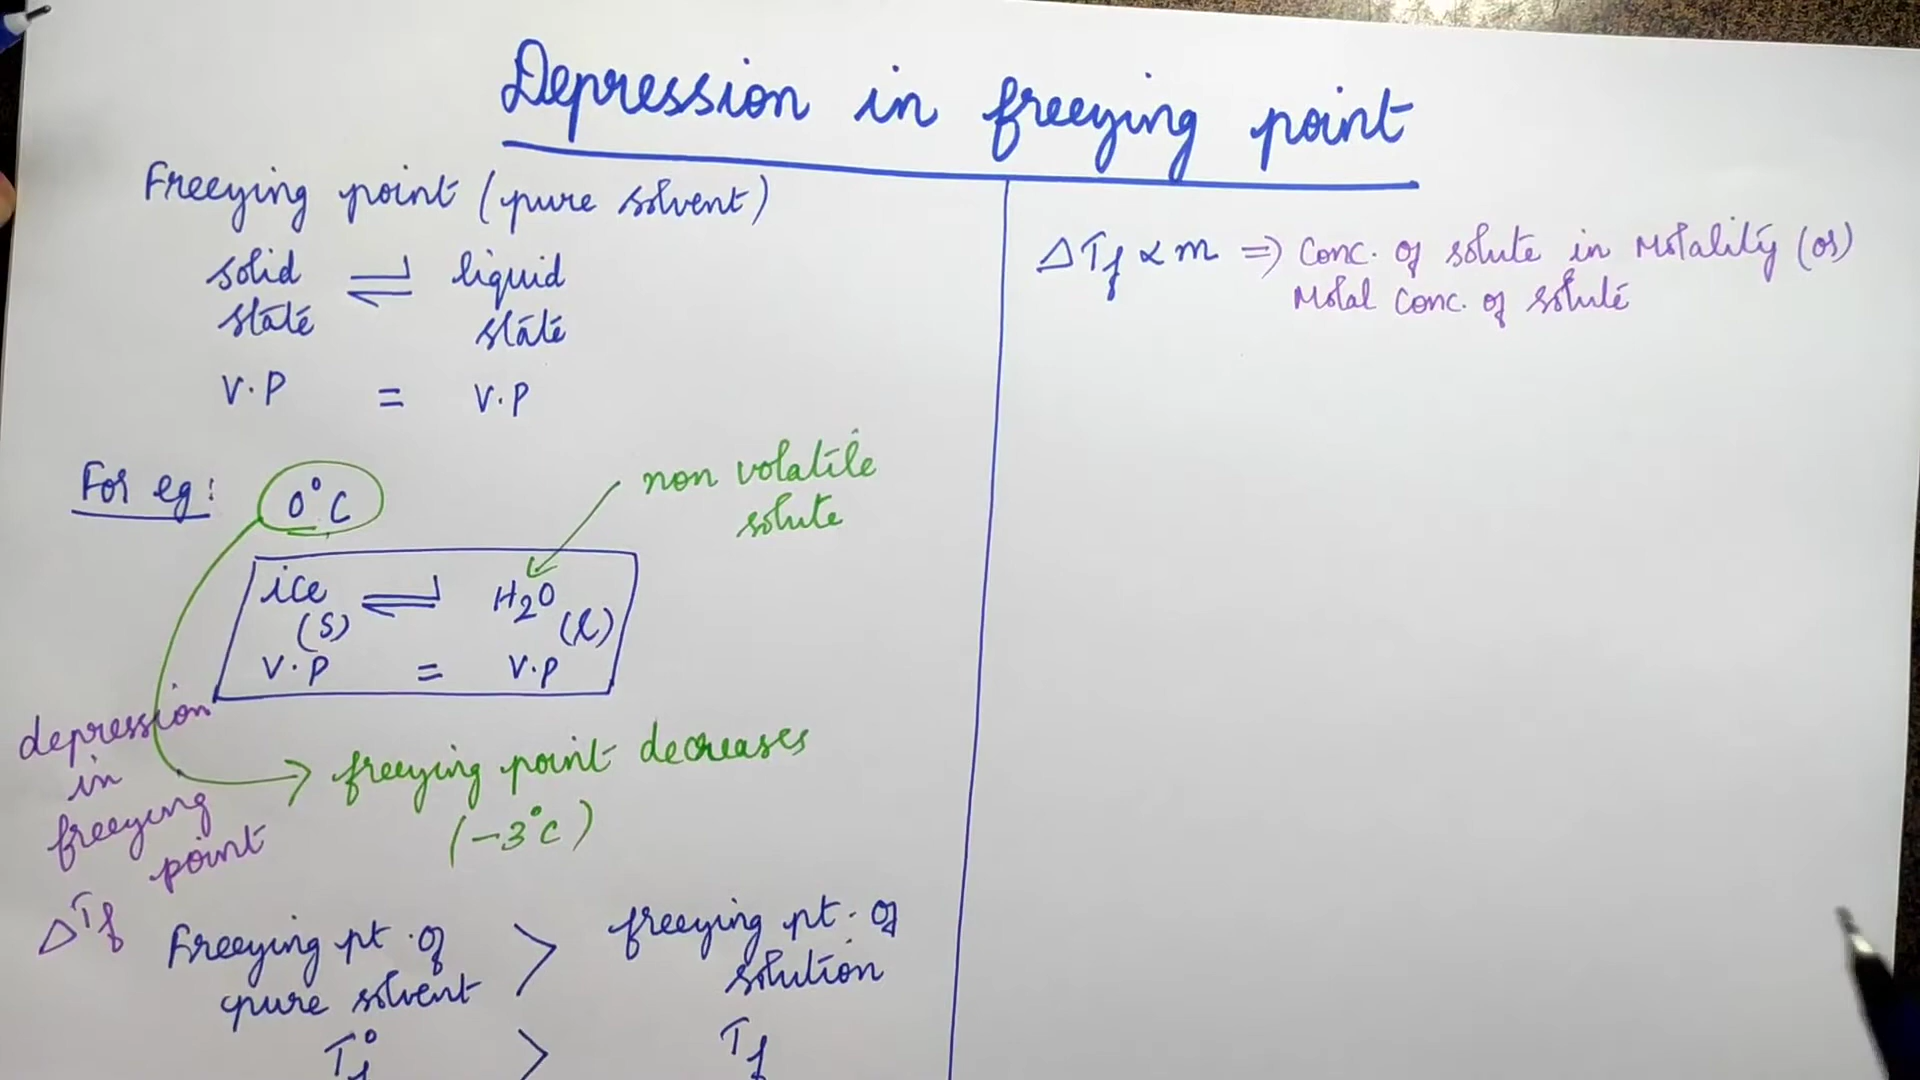 Depression in freezing point
Freezing point (pure solvent)
solid ⇌ liquid
state state
V.P = V.P
For eg: 0°C
non volatile
solute
ice ⇌ H2O
(s) (l)
V.P = V.P
depression
in
freezing
point
ΔTf
freezing point decreases
(-3°C)
Freezing pt. of > freezing pt. of
pure solvent solution
Tf° > Tf
ΔTf ∝ m ⇒ Conc. of solute in Molality (or)
Molal Conc. of solute